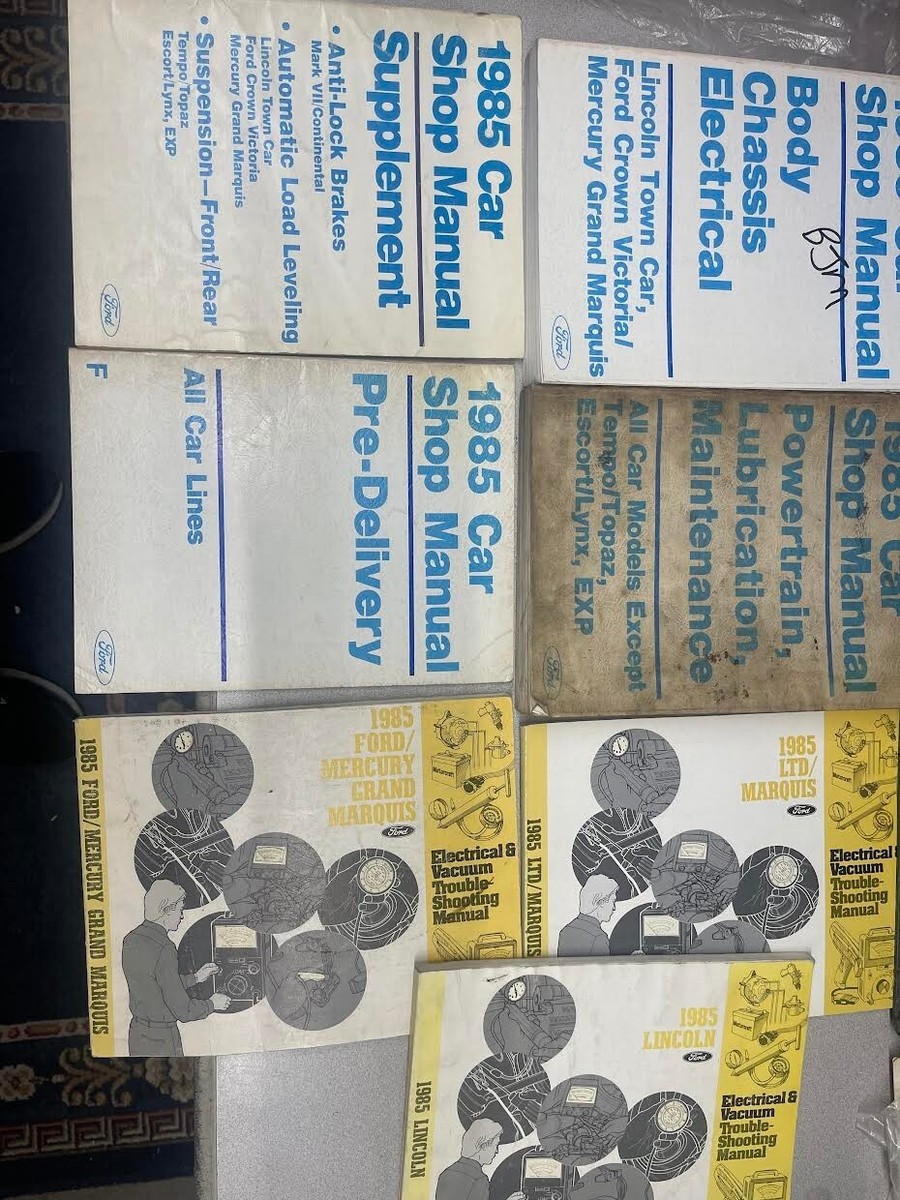 1985 Car
Shop Manual
Supplement
• Anti-Lock Brakes
Mark VII/Continental
• Automatic Load Leveling
Lincoln Town Car
Ford Crown Victoria
Mercury Grand Marquis
• Suspension—Front/Rear
Tempo/Topaz
Escort/Lynx, EXP
Ford
Shop Manual
Body
Chassis
Electrical
Lincoln Town Car,
Ford Crown Victoria/
Mercury Grand Marquis
Ford
1985 Car
Shop Manual
Pre-Delivery
All Car Lines
F
Ford
1985 Car
Shop Manual
Powertrain,
Lubrication,
Maintenance
All Car Models Except
Tempo/Topaz,
Escort/Lynx, EXP
Ford
1985 FORD/MERCURY GRAND MARQUIS
1985
FORD/
MERCURY
GRAND
MARQUIS
Ford
Electrical &
Vacuum
Trouble-
Shooting
Manual
1985 LTD/MARQUIS
1985
LTD/
MARQUIS
Ford
Electrical &
Vacuum
Trouble-
Shooting
Manual
1985 LINCOLN
1985
LINCOLN
Ford
Electrical &
Vacuum
Trouble-
Shooting
Manual